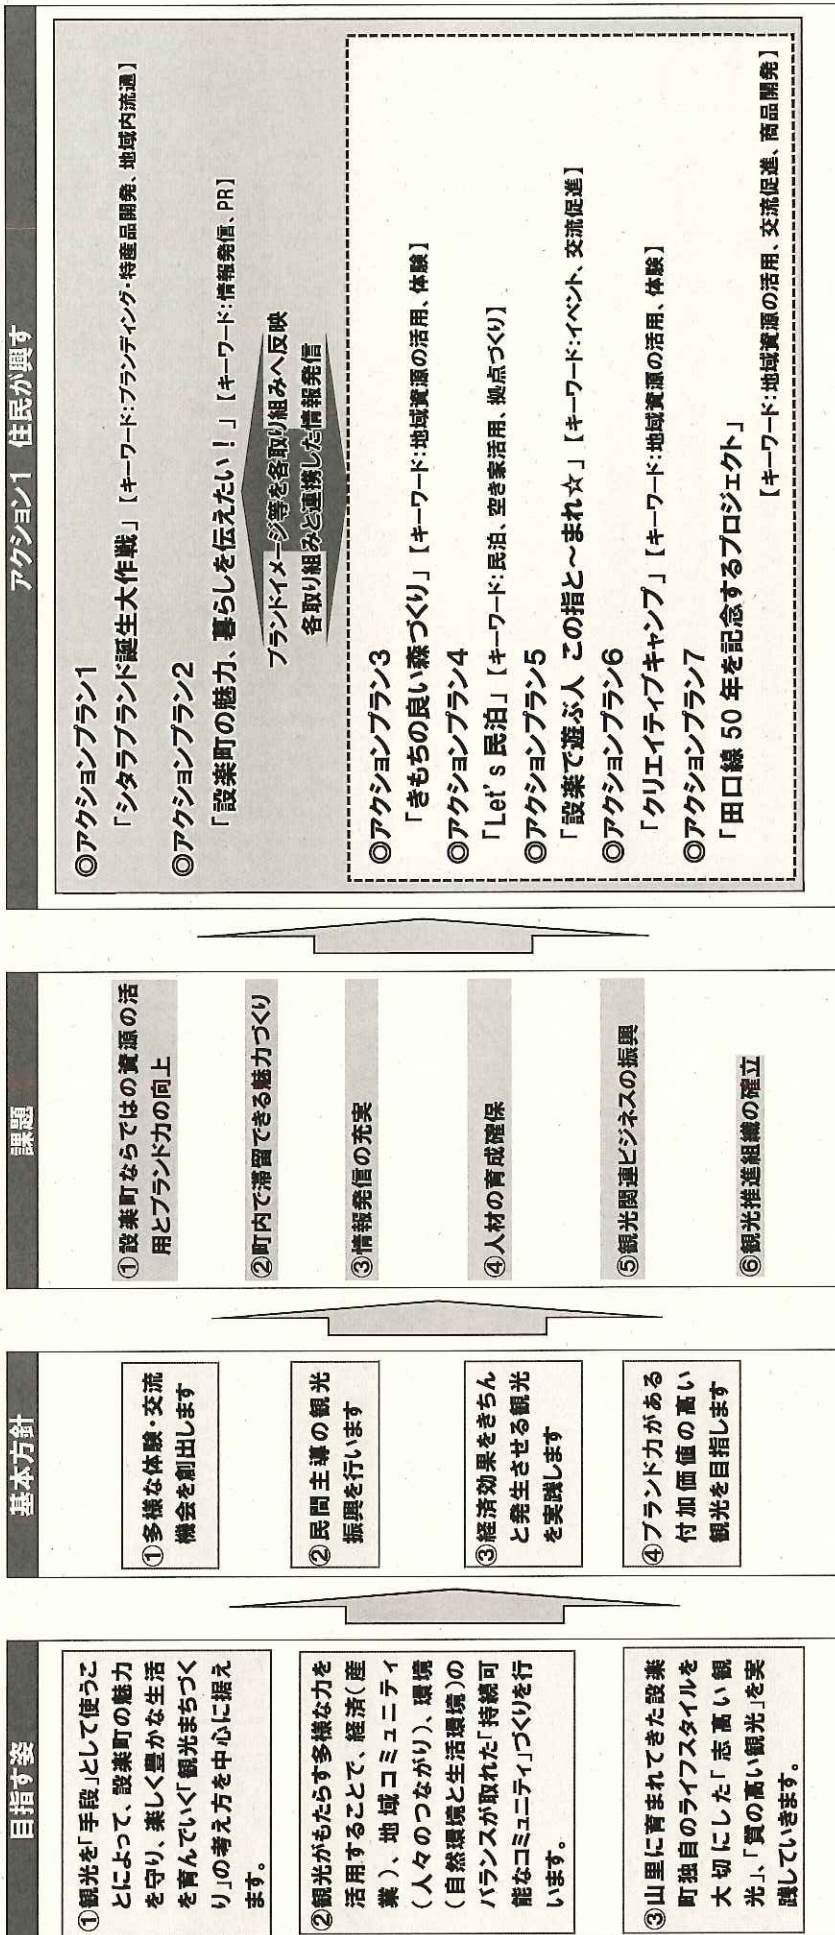 目指す姿
①観光を「手段」として使うこ
とによって、設楽町の魅力
を守り、楽しく豊かな生活
を育んでいく「観光まちづく
り」の考え方を中心に据え
ます。
②観光がもたらす多様な力を
活用することで、経済(産
業)、地域コミュニティ
(人々のつながり)、環境
(自然環境と生活環境)の
バランスが取れた「持続可
能なコミュニティ」づくりを行
います。
③山里に育まれてきた設楽
町独自のライフスタイルを
大切にした「志高い観
光」、「質の高い観光」を実
践していきます。
基本方針
①多様な体験・交流
機会を創出します
②民間主導の観光
振興を行います
③経済効果をきちん
と発生させる観光
を実践します
④ブランド力がある
付加価値の高い
観光を目指します
課題
①設楽町ならではの資源の活
用とブランド力の向上
②町内で滞留できる魅力づくり
③情報発信の充実
④人材の育成確保
⑤観光関連ビジネスの振興
⑥観光推進組織の確立
アクション1 住民が興す
◎アクションプラン1
「シタラブランド誕生大作戦」【キーワード:ブランディング・特産品開発、地域内流通】
◎アクションプラン2
「設楽町の魅力、暮らしを伝えたい!」【キーワード:情報発信、PR】
ブランドイメージ等を各取り組みへ反映
各取り組みと連携した情報発信
◎アクションプラン3
「きもちの良い森づくり」【キーワード:地域資源の活用、体験】
◎アクションプラン4
「Let's 民泊」【キーワード:民泊、空き家活用、拠点づくり】
◎アクションプラン5
「設楽で遊ぶ人 この指と～まれ☆」【キーワード:イベント、交流促進】
◎アクションプラン6
「クリエイティブキャンプ」【キーワード:地域資源の活用、体験】
◎アクションプラン7
「田口線 50 年を記念するプロジェクト」
【キーワード:地域資源の活用、交流促進、商品開発】